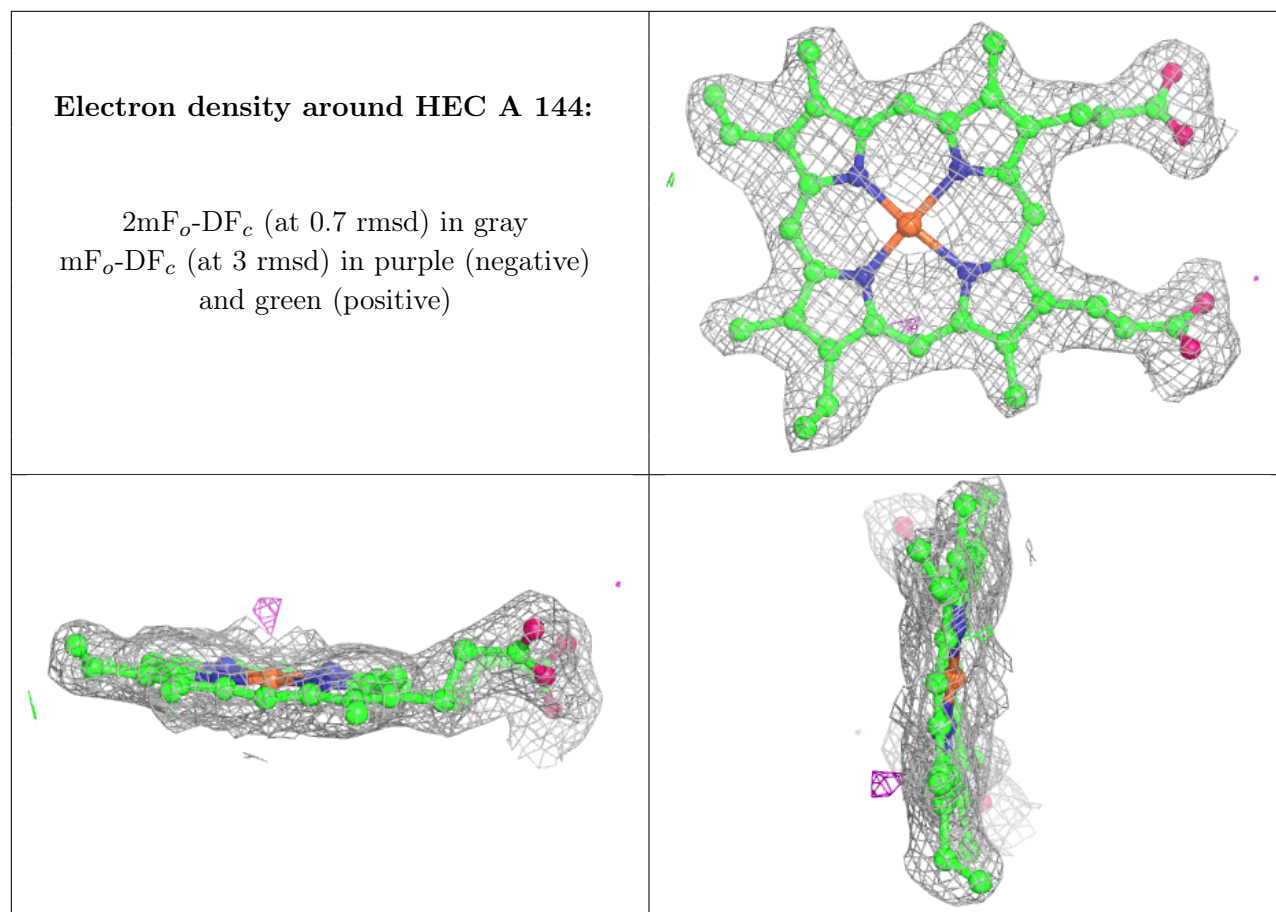 Electron density around HEC A 144:
2mFo-DFc (at 0.7 rmsd) in gray
mFo-DFc (at 3 rmsd) in purple (negative)
and green (positive)